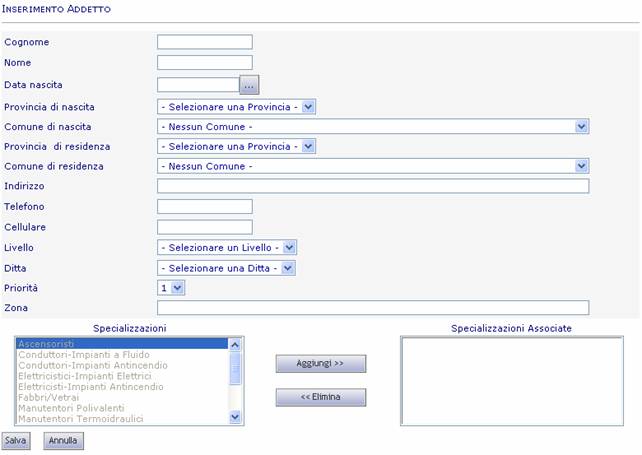 Inserimento Addetto
Cognome
Nome
Data nascita ...
Provincia di nascita - Selezionare una Provincia -
Comune di nascita - Nessun Comune -
Provincia di residenza - Selezionare una Provincia -
Comune di residenza - Nessun Comune -
Indirizzo
Telefono
Cellulare
Livello - Selezionare un Livello -
Ditta - Selezionare una Ditta -
Priorità 1
Zona
Specializzazioni
Ascensoristi
Conduttori-Impianti a Fluido
Conduttori-Impianti Antincendio
Elettricistici-Impianti Elettrici
Elettricisti-Impianti Antincendio
Fabbri/Vetrai
Manutentori Polivalenti
Manutentori Termoidraulici
Aggiungi >>
<< Elimina
Specializzazioni Associate
Salva Annulla